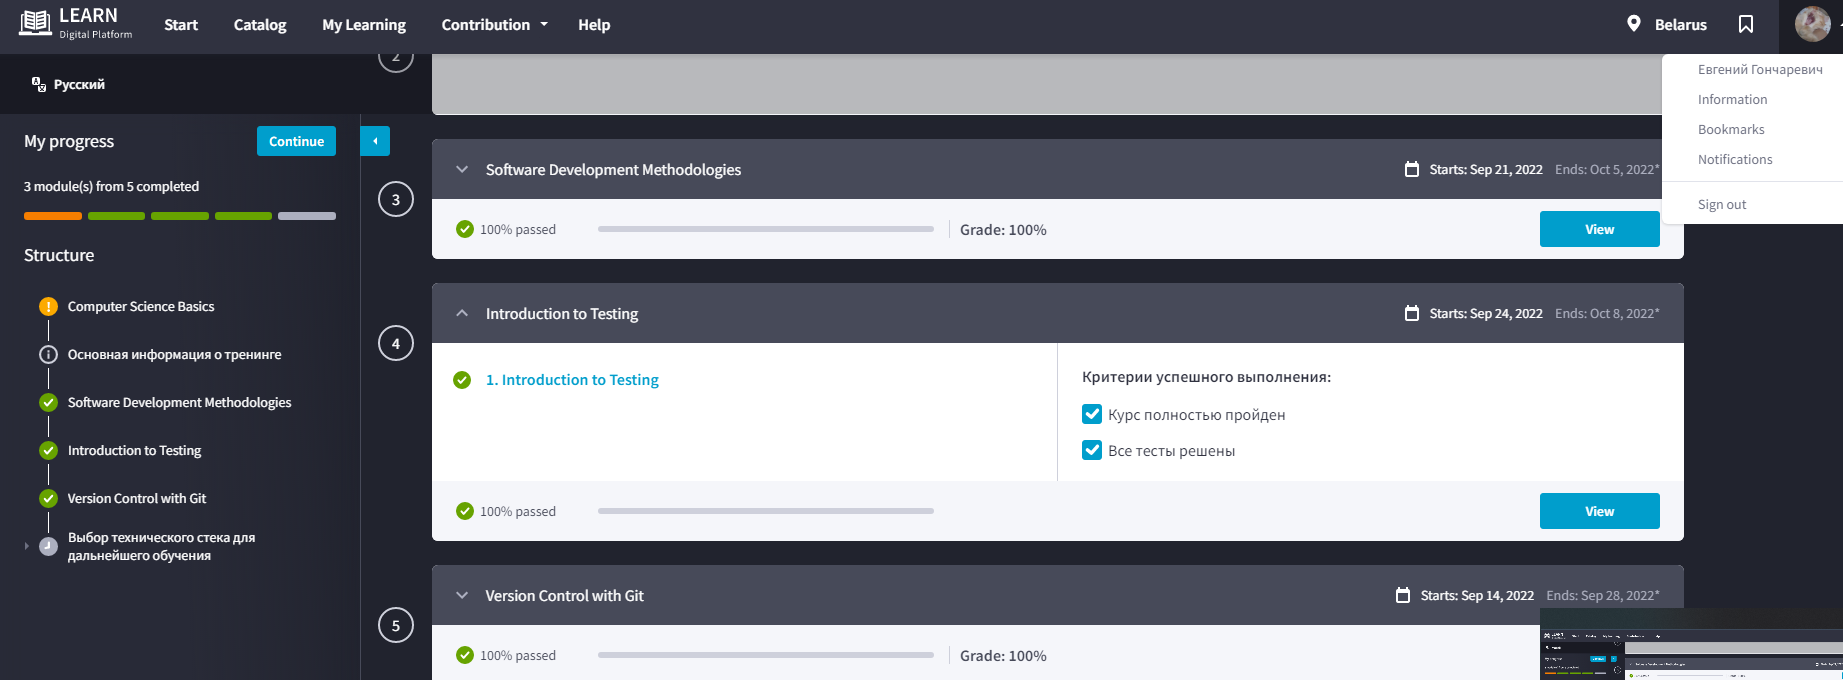 LEARN
Digital Platform
Start
Catalog
My Learning
Contribution
Help
Belarus
Русский
Евгений Гончаревич
Information
Bookmarks
Notifications
Sign out
My progress
Continue
3 module(s) from 5 completed
Structure
Computer Science Basics
Основная информация о тренинге
Software Development Methodologies
Introduction to Testing
Version Control with Git
Выбор технического стека для
дальнейшего обучения
2
3
Software Development Methodologies
Starts: Sep 21, 2022
Ends: Oct 5, 2022*
100% passed
Grade: 100%
View
4
Introduction to Testing
Starts: Sep 24, 2022
Ends: Oct 8, 2022*
1. Introduction to Testing
Критерии успешного выполнения:
Курс полностью пройден
Все тесты решены
100% passed
View
5
Version Control with Git
Starts: Sep 14, 2022
Ends: Sep 28, 2022*
100% passed
Grade: 100%